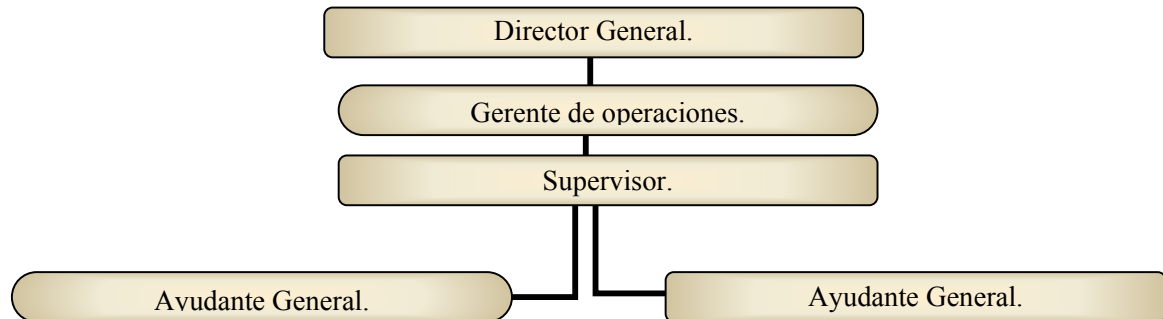 Director General.
Gerente de operaciones.
Supervisor.
Ayudante General.
Ayudante General.